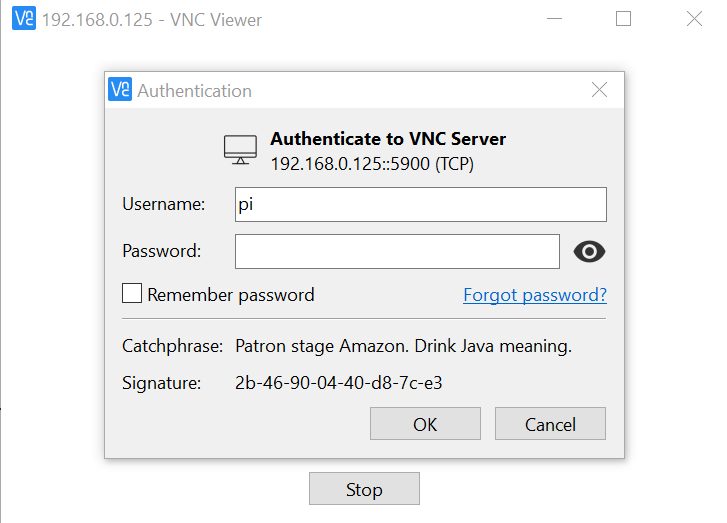 192.168.0.125 - VNC Viewer
Authentication
Authenticate to VNC Server
192.168.0.125::5900 (TCP)
Username: pi
Password:
Remember password Forgot password?
Catchphrase: Patron stage Amazon. Drink Java meaning.
Signature: 2b-46-90-04-40-d8-7c-e3
OK Cancel
Stop